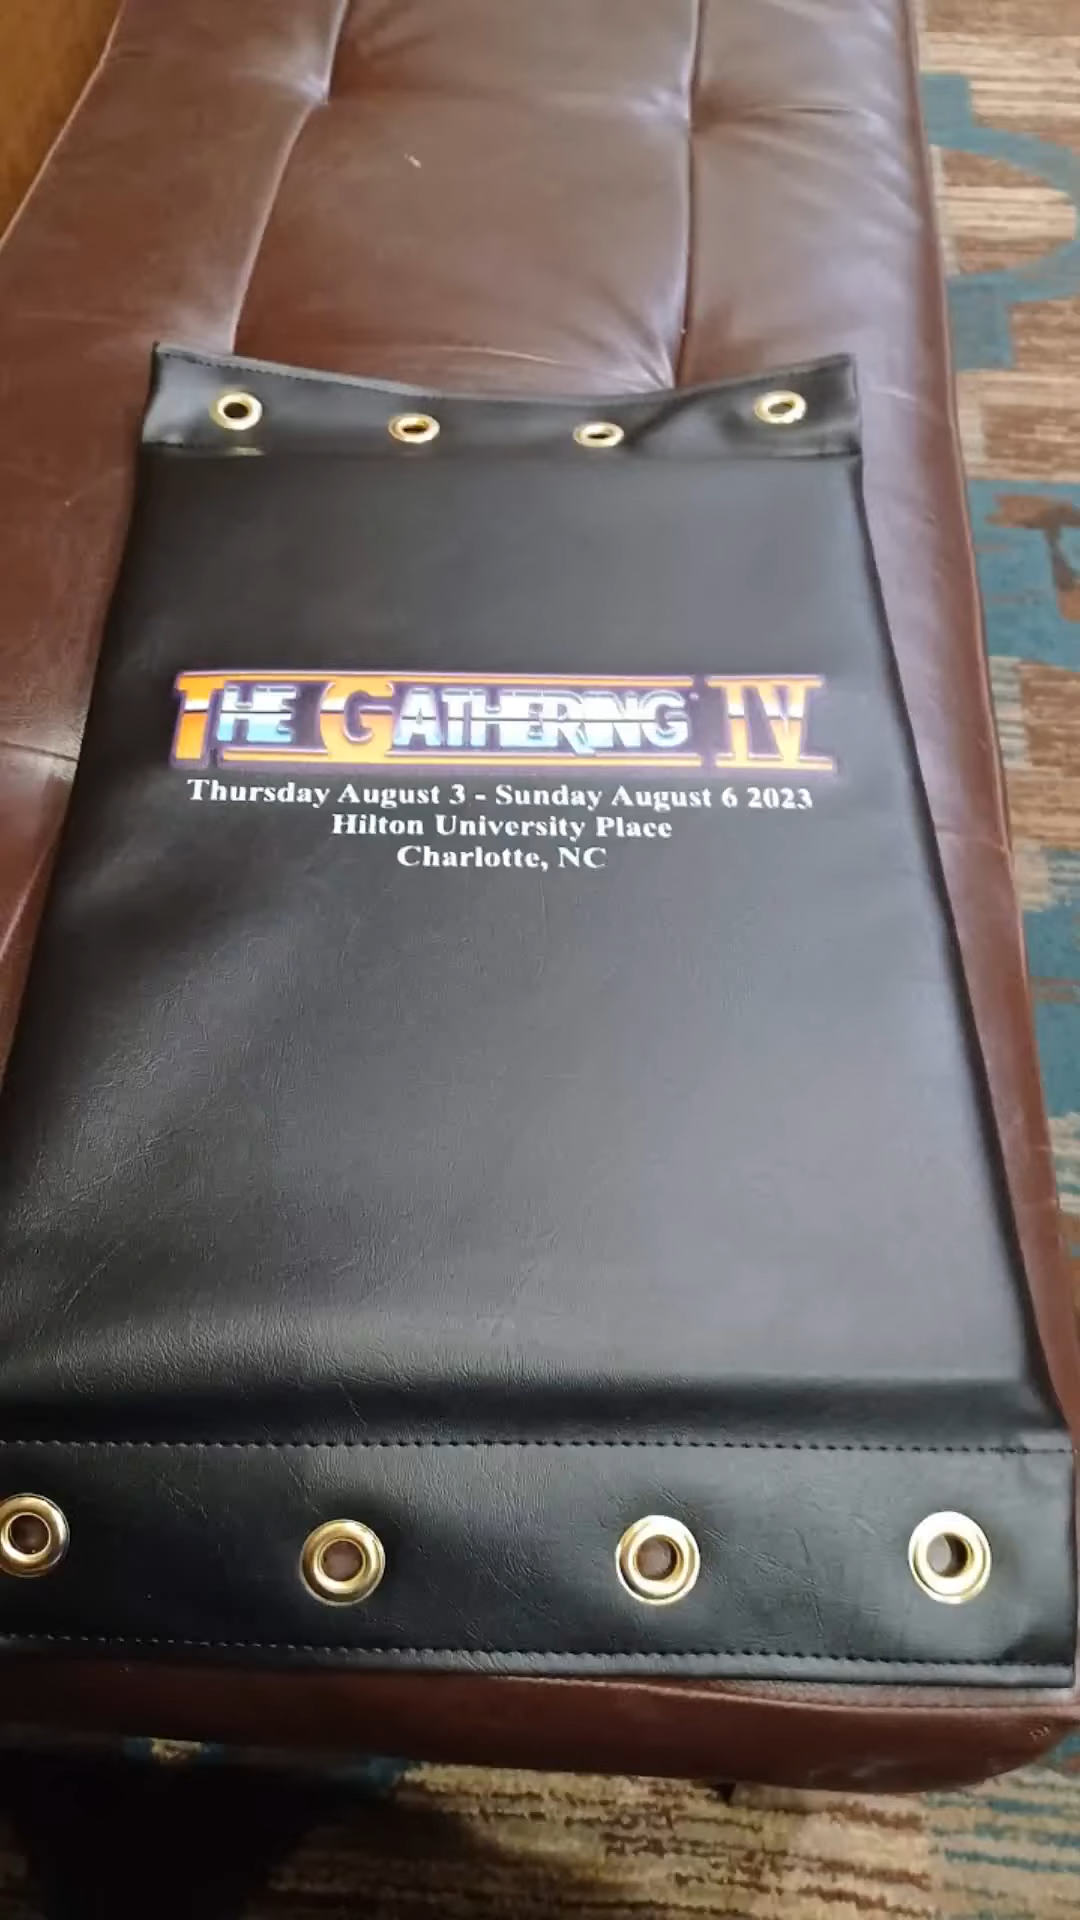 THE GATHERING IV
Thursday August 3 - Sunday August 6 2023
Hilton University Place
Charlotte, NC